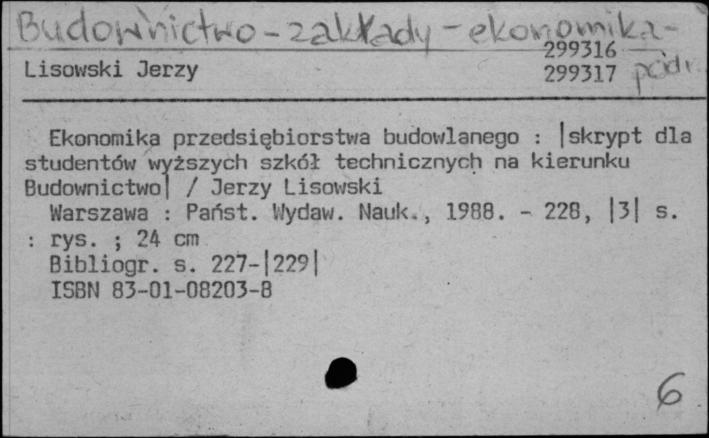 Budownictwo - zakłady - ekonomika -
299316
Lisowski Jerzy 299317 podr.
Ekonomika przedsiębiorstwa budowlanego : |skrypt dla
studentów wyższych szkół technicznych na kierunku
Budownictwo| / Jerzy Lisowski
Warszawa : Państ. Wydaw. Nauk., 1988. - 228, |3| s.
: rys. ; 24 cm
Bibliogr. s. 227-|229|
ISBN 83-01-08203-8
6